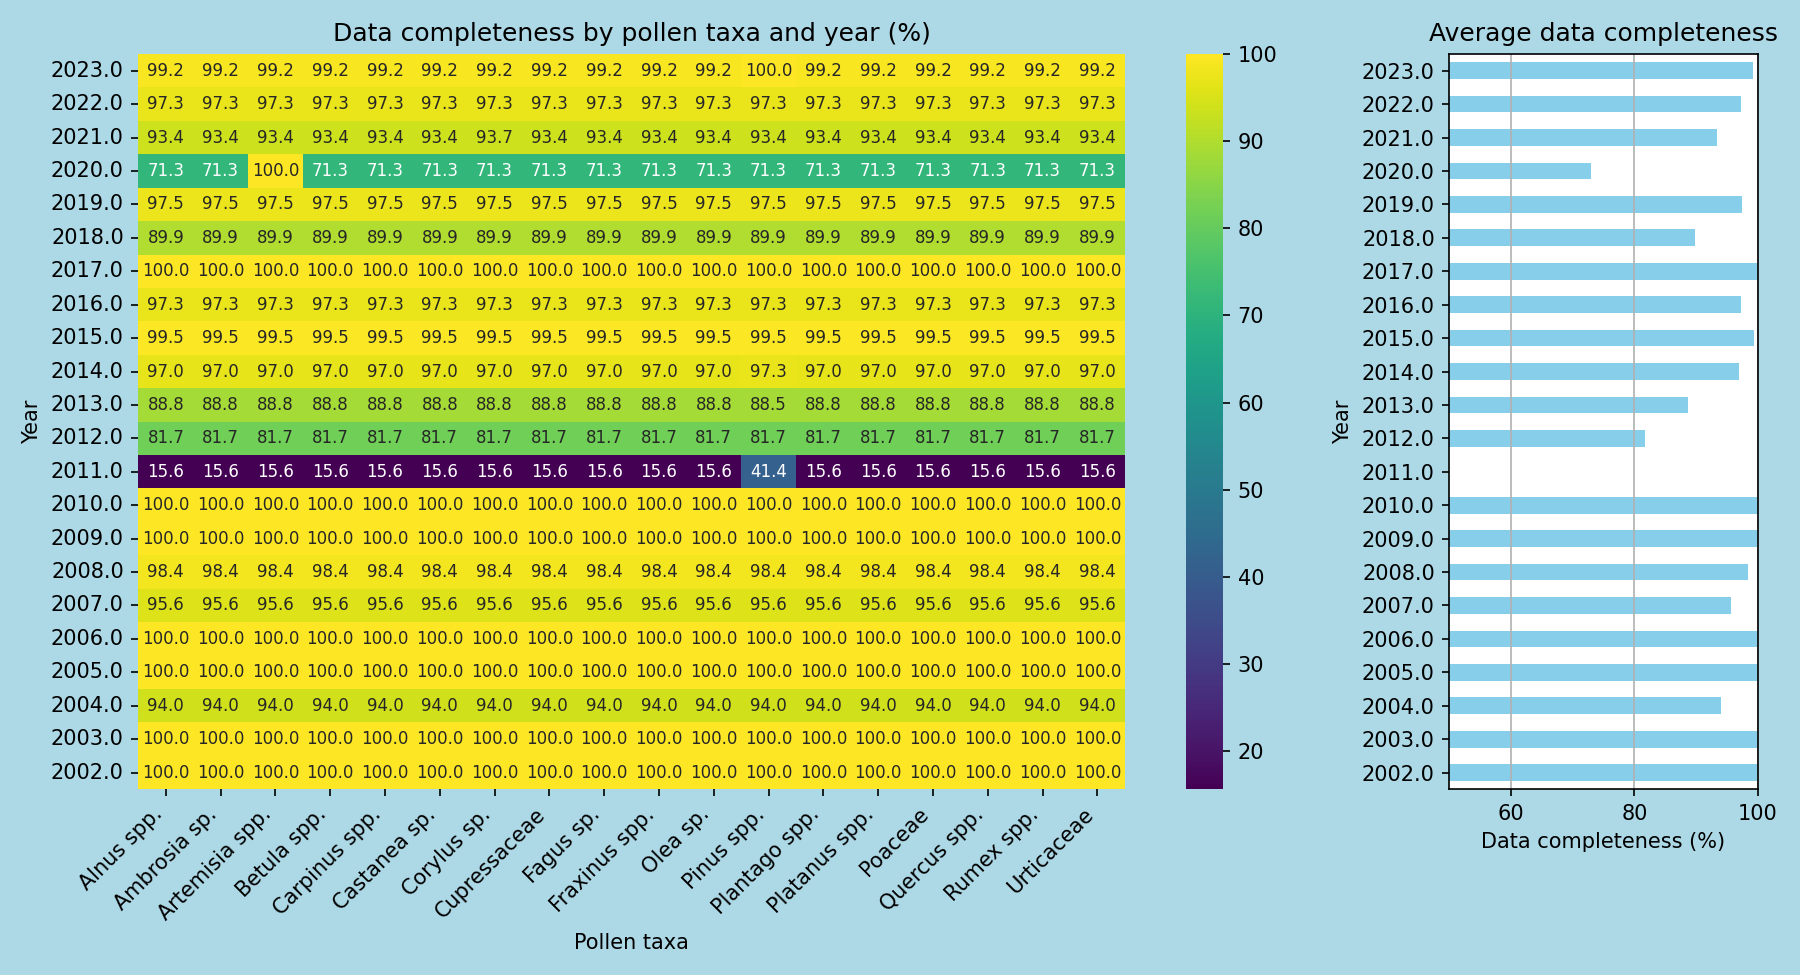 Data completeness by pollen taxa and year (%)
2023.0 99.2 99.2 99.2 99.2 99.2 99.2 99.2 99.2 99.2 99.2 99.2 100.0 99.2 99.2 99.2 99.2 99.2 99.2
2022.0 97.3 97.3 97.3 97.3 97.3 97.3 97.3 97.3 97.3 97.3 97.3 97.3 97.3 97.3 97.3 97.3 97.3 97.3
2021.0 93.4 93.4 93.4 93.4 93.4 93.4 93.7 93.4 93.4 93.4 93.4 93.4 93.4 93.4 93.4 93.4 93.4 93.4
2020.0 71.3 71.3 100.0 71.3 71.3 71.3 71.3 71.3 71.3 71.3 71.3 71.3 71.3 71.3 71.3 71.3 71.3 71.3
2019.0 97.5 97.5 97.5 97.5 97.5 97.5 97.5 97.5 97.5 97.5 97.5 97.5 97.5 97.5 97.5 97.5 97.5 97.5
2018.0 89.9 89.9 89.9 89.9 89.9 89.9 89.9 89.9 89.9 89.9 89.9 89.9 89.9 89.9 89.9 89.9 89.9 89.9
2017.0 100.0 100.0 100.0 100.0 100.0 100.0 100.0 100.0 100.0 100.0 100.0 100.0 100.0 100.0 100.0 100.0 100.0 100.0
2016.0 97.3 97.3 97.3 97.3 97.3 97.3 97.3 97.3 97.3 97.3 97.3 97.3 97.3 97.3 97.3 97.3 97.3 97.3
2015.0 99.5 99.5 99.5 99.5 99.5 99.5 99.5 99.5 99.5 99.5 99.5 99.5 99.5 99.5 99.5 99.5 99.5 99.5
2014.0 97.0 97.0 97.0 97.0 97.0 97.0 97.0 97.0 97.0 97.0 97.0 97.3 97.0 97.0 97.0 97.0 97.0 97.0
2013.0 88.8 88.8 88.8 88.8 88.8 88.8 88.8 88.8 88.8 88.8 88.8 88.5 88.8 88.8 88.8 88.8 88.8 88.8
2012.0 81.7 81.7 81.7 81.7 81.7 81.7 81.7 81.7 81.7 81.7 81.7 81.7 81.7 81.7 81.7 81.7 81.7 81.7
2011.0 15.6 15.6 15.6 15.6 15.6 15.6 15.6 15.6 15.6 15.6 15.6 41.4 15.6 15.6 15.6 15.6 15.6 15.6
2010.0 100.0 100.0 100.0 100.0 100.0 100.0 100.0 100.0 100.0 100.0 100.0 100.0 100.0 100.0 100.0 100.0 100.0 100.0
2009.0 100.0 100.0 100.0 100.0 100.0 100.0 100.0 100.0 100.0 100.0 100.0 100.0 100.0 100.0 100.0 100.0 100.0 100.0
2008.0 98.4 98.4 98.4 98.4 98.4 98.4 98.4 98.4 98.4 98.4 98.4 98.4 98.4 98.4 98.4 98.4 98.4 98.4
2007.0 95.6 95.6 95.6 95.6 95.6 95.6 95.6 95.6 95.6 95.6 95.6 95.6 95.6 95.6 95.6 95.6 95.6 95.6
2006.0 100.0 100.0 100.0 100.0 100.0 100.0 100.0 100.0 100.0 100.0 100.0 100.0 100.0 100.0 100.0 100.0 100.0 100.0
2005.0 100.0 100.0 100.0 100.0 100.0 100.0 100.0 100.0 100.0 100.0 100.0 100.0 100.0 100.0 100.0 100.0 100.0 100.0
2004.0 94.0 94.0 94.0 94.0 94.0 94.0 94.0 94.0 94.0 94.0 94.0 94.0 94.0 94.0 94.0 94.0 94.0 94.0
2003.0 100.0 100.0 100.0 100.0 100.0 100.0 100.0 100.0 100.0 100.0 100.0 100.0 100.0 100.0 100.0 100.0 100.0 100.0
2002.0 100.0 100.0 100.0 100.0 100.0 100.0 100.0 100.0 100.0 100.0 100.0 100.0 100.0 100.0 100.0 100.0 100.0 100.0
Year
Alnus spp.
Ambrosia sp.
Artemisia spp.
Betula spp.
Carpinus spp.
Castanea sp.
Corylus sp.
Cupressaceae
Fagus sp.
Fraxinus spp.
Olea sp.
Pinus spp.
Plantago spp.
Platanus spp.
Poaceae
Quercus spp.
Rumex spp.
Urticaceae
Pollen taxa
100
90
80
70
60
50
40
30
20
Average data completeness
2023.0
2022.0
2021.0
2020.0
2019.0
2018.0
2017.0
2016.0
2015.0
2014.0
2013.0
2012.0
2011.0
2010.0
2009.0
2008.0
2007.0
2006.0
2005.0
2004.0
2003.0
2002.0
Year
60 80 100
Data completeness (%)